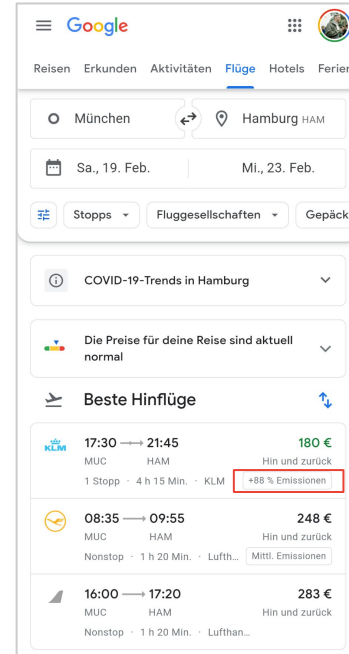 Google
Reisen Erkunden Aktivitäten Flüge Hotels Ferien
München Hamburg HAM
Sa., 19. Feb. Mi., 23. Feb.
Stopps Fluggesellschaften Gepäck
COVID-19-Trends in Hamburg
Die Preise für deine Reise sind aktuell
normal
Beste Hinflüge
KLM 17:30 21:45 180 €
MUC HAM Hin und zurück
1 Stopp · 4 h 15 Min. · KLM +88 % Emissionen
08:35 09:55 248 €
MUC HAM Hin und zurück
Nonstop · 1 h 20 Min. · Lufth... Mittl. Emissionen
16:00 17:20 283 €
MUC HAM Hin und zurück
Nonstop · 1 h 20 Min. · Lufthan...